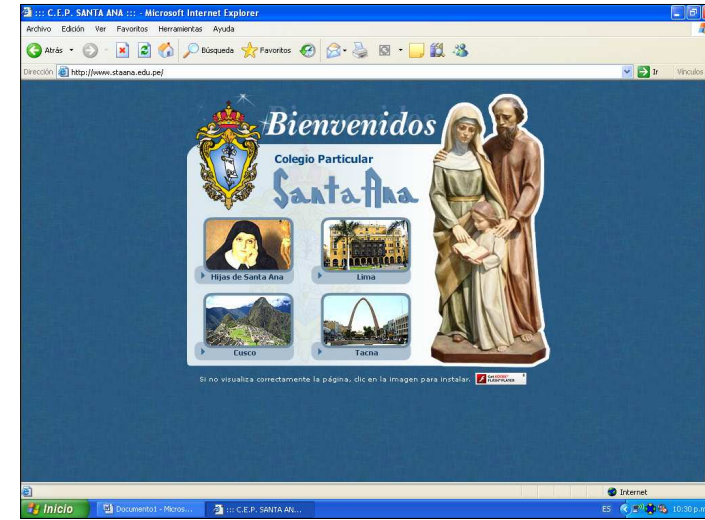 ::: C.E.P. SANTA ANA ::: - Microsoft Internet Explorer
Archivo Edición Ver Favoritos Herramientas Ayuda
Atrás Búsqueda Favoritos
Dirección http://www.staana.edu.pe/ Ir Vínculos
Bienvenidos
Colegio Particular
Santa Ana
Hijas de Santa Ana Lima
Cusco Tacna
Si no visualiza correctamente la página, clic en la imagen para instalar.
Internet
Inicio Documento1 - Micros... ::: C.E.P. SANTA AN... ES 10:30 p.m